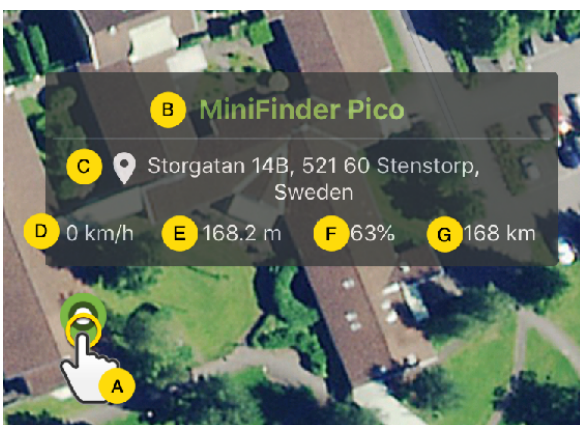 B MiniFinder Pico
C Storgatan 14B, 521 60 Stenstorp,
Sweden
D 0 km/h E 168.2 m F 63% G 168 km
A